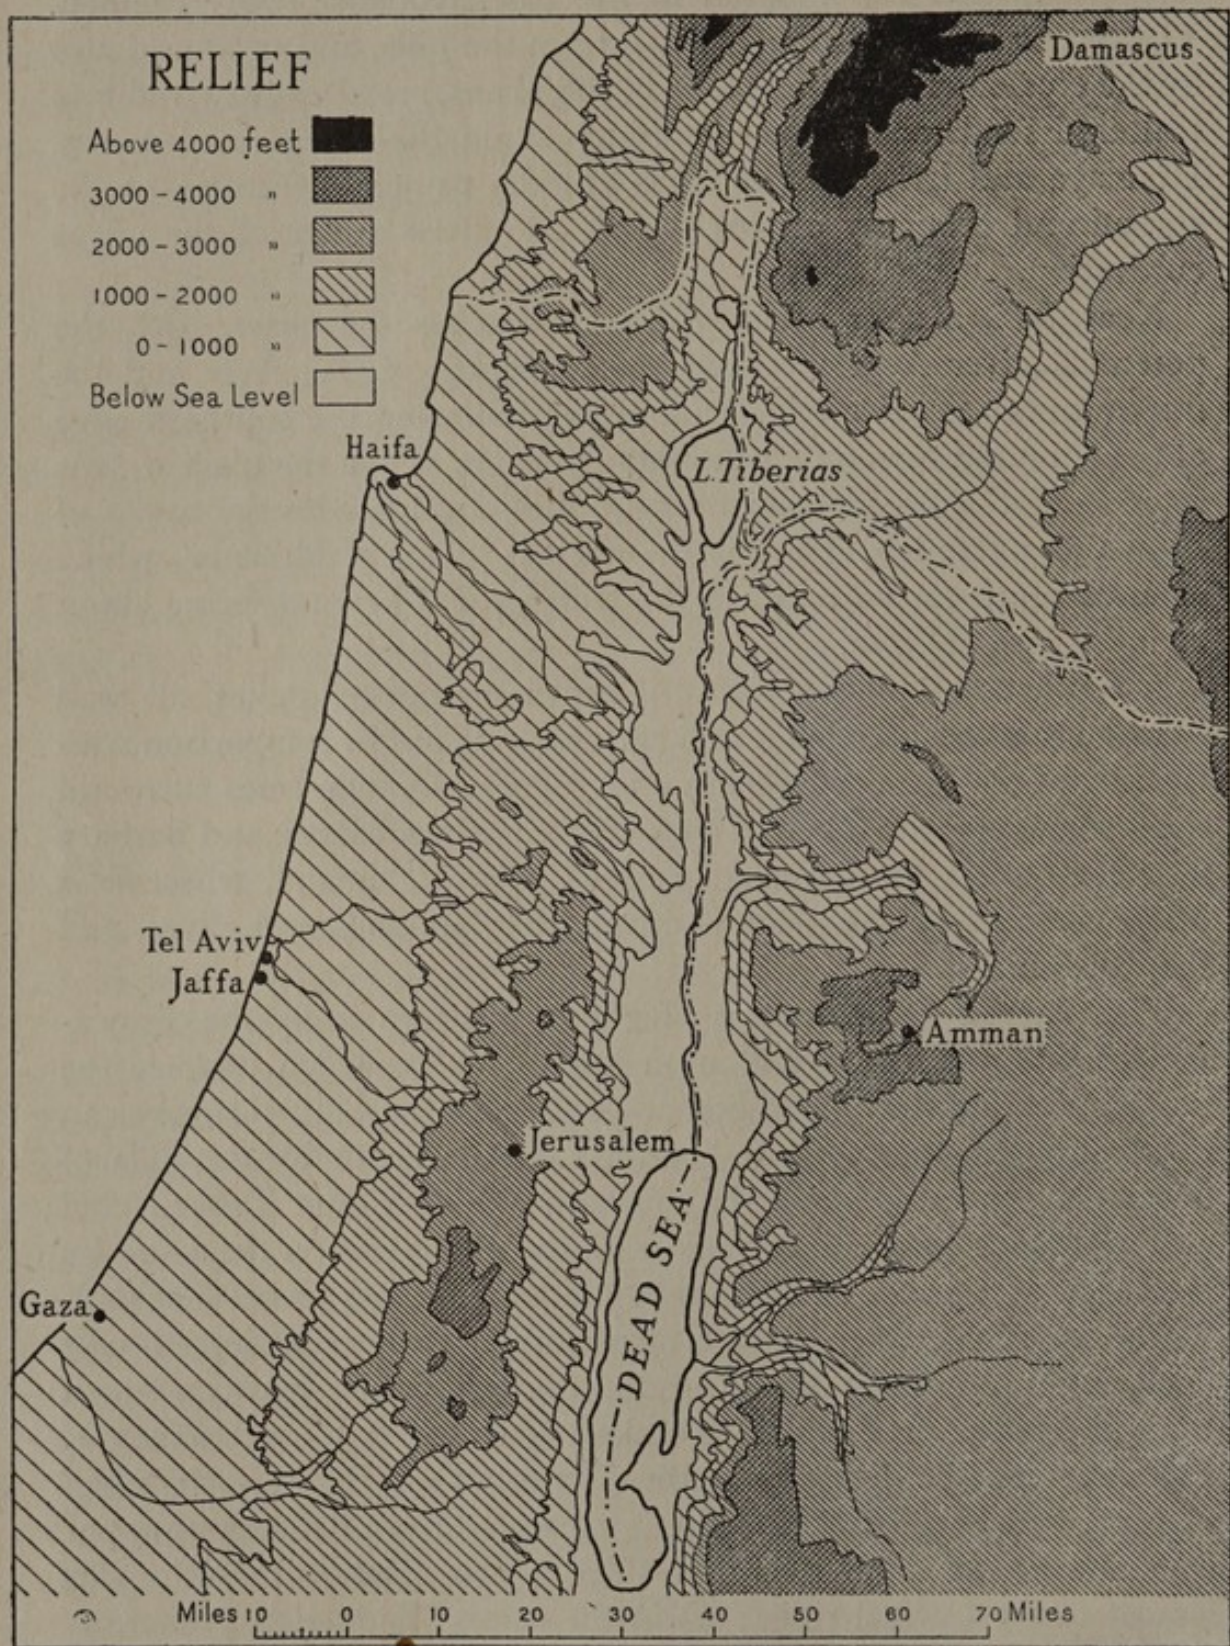 RELIEF
Above 4000 feet
3000 - 4000 "
2000 - 3000 "
1000 - 2000 "
0 - 1000 "
Below Sea Level
Damascus
Haifa
L. Tiberias
Tel Aviv
Jaffa
Amman
Jerusalem
DEAD SEA
Gaza
Miles 10 0 10 20 30 40 50 60 70 Miles